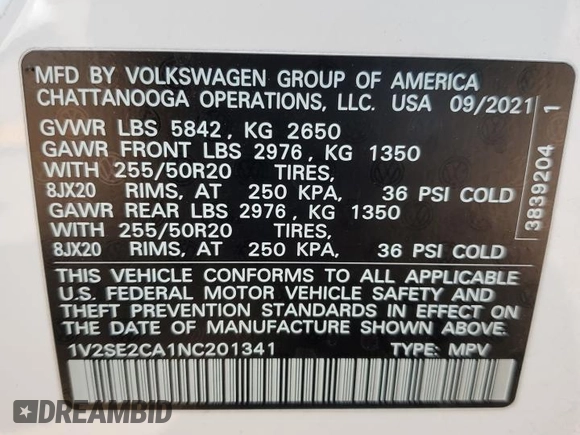 MFD BY VOLKSWAGEN GROUP OF AMERICA
CHATTANOOGA OPERATIONS, LLC. USA 09/2021
GVWR LBS 5842, KG 2650
GAWR FRONT LBS 2976, KG 1350
WITH 255/50R20 TIRES,
8JX20 RIMS, AT 250 KPA, 36 PSI COLD
GAWR REAR LBS 2976, KG 1350
WITH 255/50R20 TIRES,
8JX20 RIMS, AT 250 KPA, 36 PSI COLD
THIS VEHICLE CONFORMS TO ALL APPLICABLE
U.S. FEDERAL MOTOR VEHICLE SAFETY AND
THEFT PREVENTION STANDARDS IN EFFECT ON
THE DATE OF MANUFACTURE SHOWN ABOVE.
1V2SE2CA1NC201341 TYPE: MPV
3839204 1
DREAMBID